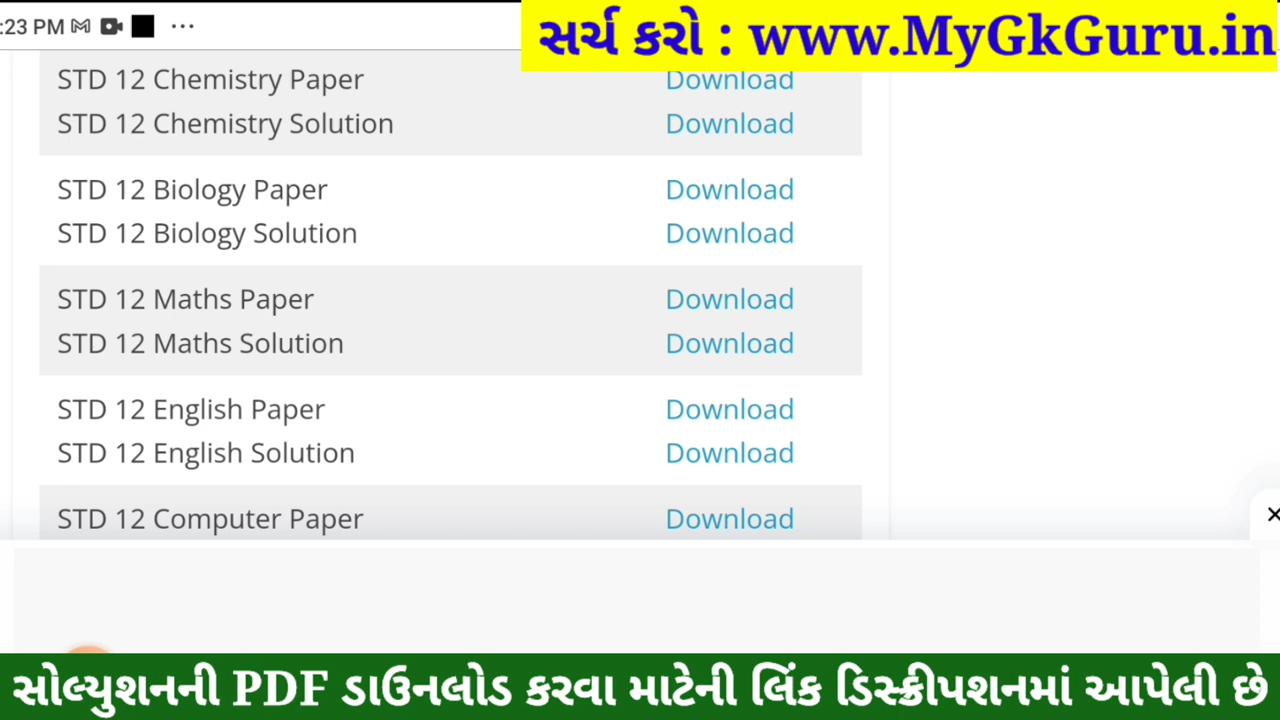 :23 PM
સર્ચ કરો : www.MyGkGuru.in
STD 12 Chemistry Paper Download
STD 12 Chemistry Solution Download
STD 12 Biology Paper Download
STD 12 Biology Solution Download
STD 12 Maths Paper Download
STD 12 Maths Solution Download
STD 12 English Paper Download
STD 12 English Solution Download
STD 12 Computer Paper Download
સોલ્યુશનની PDF ડાઉનલોડ કરવા માટેની લિંક ડિસ્ક્રીપશનમાં આપેલી છે